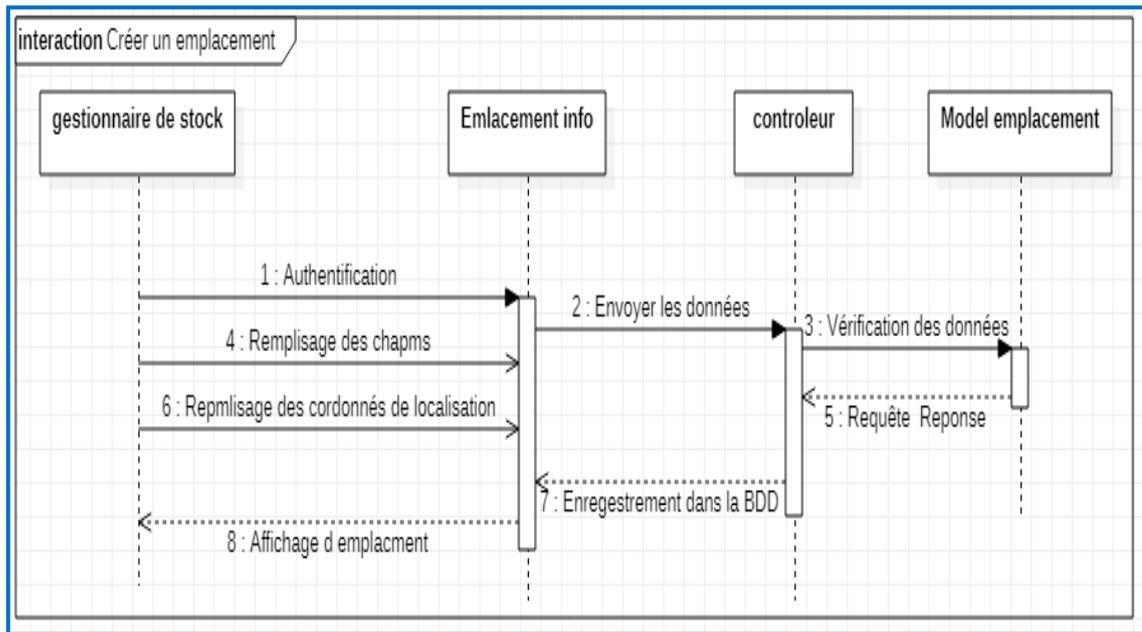 interaction Créer un emplacement
gestionnaire de stock
Emlacement info
controleur
Model emplacement
1 : Authentification
2 : Envoyer les données
3 : Vérification des données
4 : Remplisage des chapms
6 : Repmlisage des cordonnés de localisation
5 : Requête Reponse
7 : Enregestrement dans la BDD
8 : Affichage d emplacment